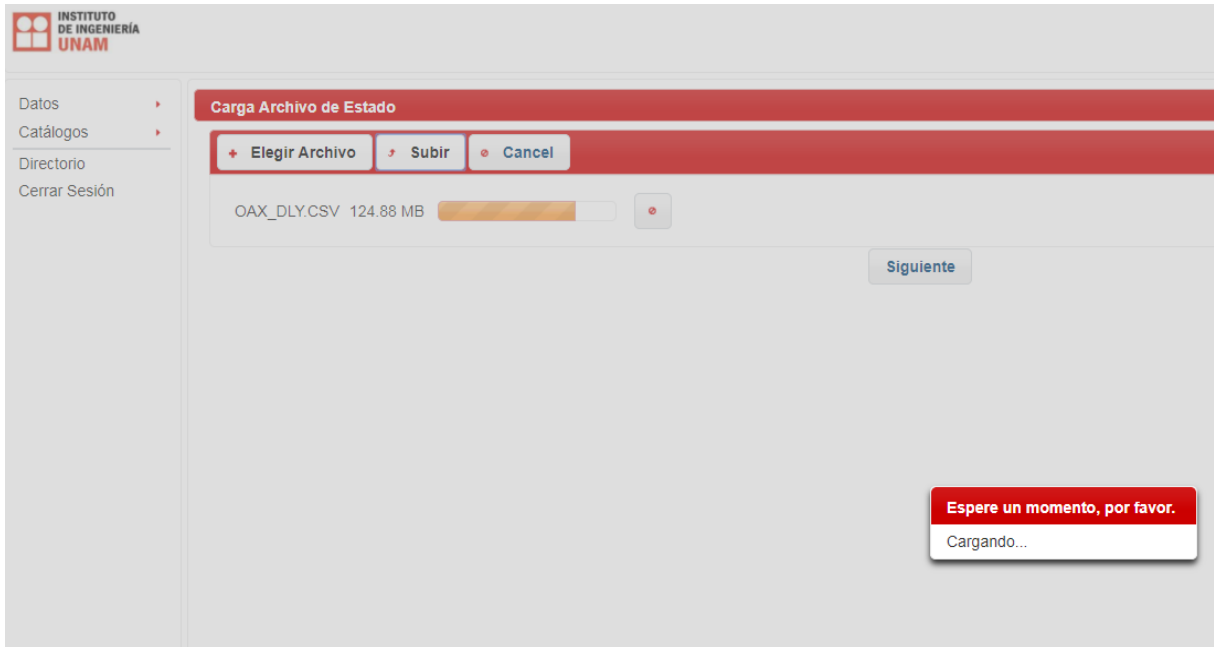 INSTITUTO
DE INGENIERÍA
UNAM
Datos
Catálogos
Directorio
Cerrar Sesión
Carga Archivo de Estado
Elegir Archivo Subir Cancel
OAX_DLY.CSV 124.88 MB
Siguiente
Espere un momento, por favor.
Cargando...